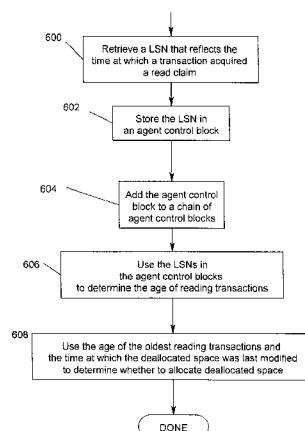 600
Retrieve a LSN that reflects the
time at which a transaction acquired
a read claim
602
Store the LSN in
an agent control block
604
Add the agent control
block to a chain of
agent control blocks
606
Use the LSNs in
the agent control blocks
to determine the age of reading transactions
608
Use the age of the oldest reading transactions and
the time at which the deallocated space was last modified
to determine whether to allocate deallocated space
DONE